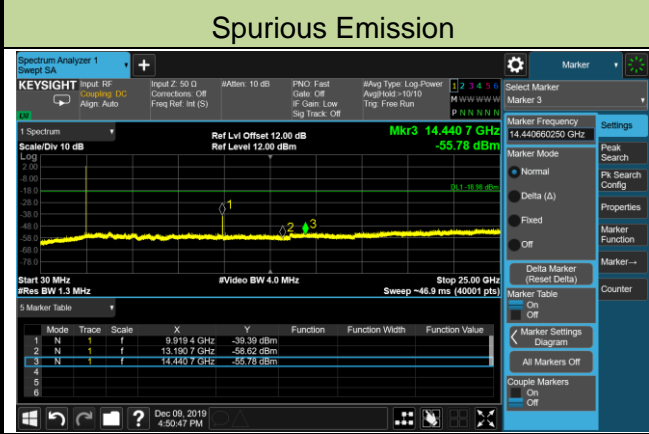 Spurious Emission
Spectrum Analyzer 1
Swept SA
+
Marker
KEYSIGHT
Input: RF
Coupling: DC
Align: Auto
Input Z: 50 Ω
Corrections: Off
Freq Ref: Int (S)
#Atten: 10 dB
PNO: Fast
Gate: Off
IF Gain: Low
Sig Track: Off
#Avg Type: Log-Power
Avg|Hold:>10/10
Trig: Free Run
1 2 3 4 5 6
M W W W W W
P N N N N N
Select Marker
Marker 3
1 Spectrum
Scale/Div 10 dB
Log
Ref Lvl Offset 12.00 dB
Ref Level 12.00 dBm
Mkr3 14.440 7 GHz
-55.78 dBm
2.00
-8.00
-18.0
-28.0
-38.0
-48.0
-58.0
-68.0
-78.0
DL1 -18.96 dBm
1
2
3
Start 30 MHz
#Res BW 1.3 MHz
#Video BW 4.0 MHz
Stop 25.00 GHz
Sweep ~46.9 ms (40001 pts)
5 Marker Table
Mode Trace Scale X Y Function Function Width Function Value
1 N 1 f 9.919 4 GHz -39.39 dBm
2 N 1 f 13.190 7 GHz -58.62 dBm
3 N 1 f 14.440 7 GHz -55.78 dBm
4
5
6
Marker Frequency
14.440660250 GHz
Marker Mode
Normal
Delta (Δ)
Fixed
Off
Delta Marker
(Reset Delta)
Marker Table
On
Off
Marker Settings
Diagram
All Markers Off
Couple Markers
On
Off
Settings
Peak
Search
Pk Search
Config
Properties
Marker
Function
Marker→
Counter
?
Dec 09, 2019
4:50:47 PM